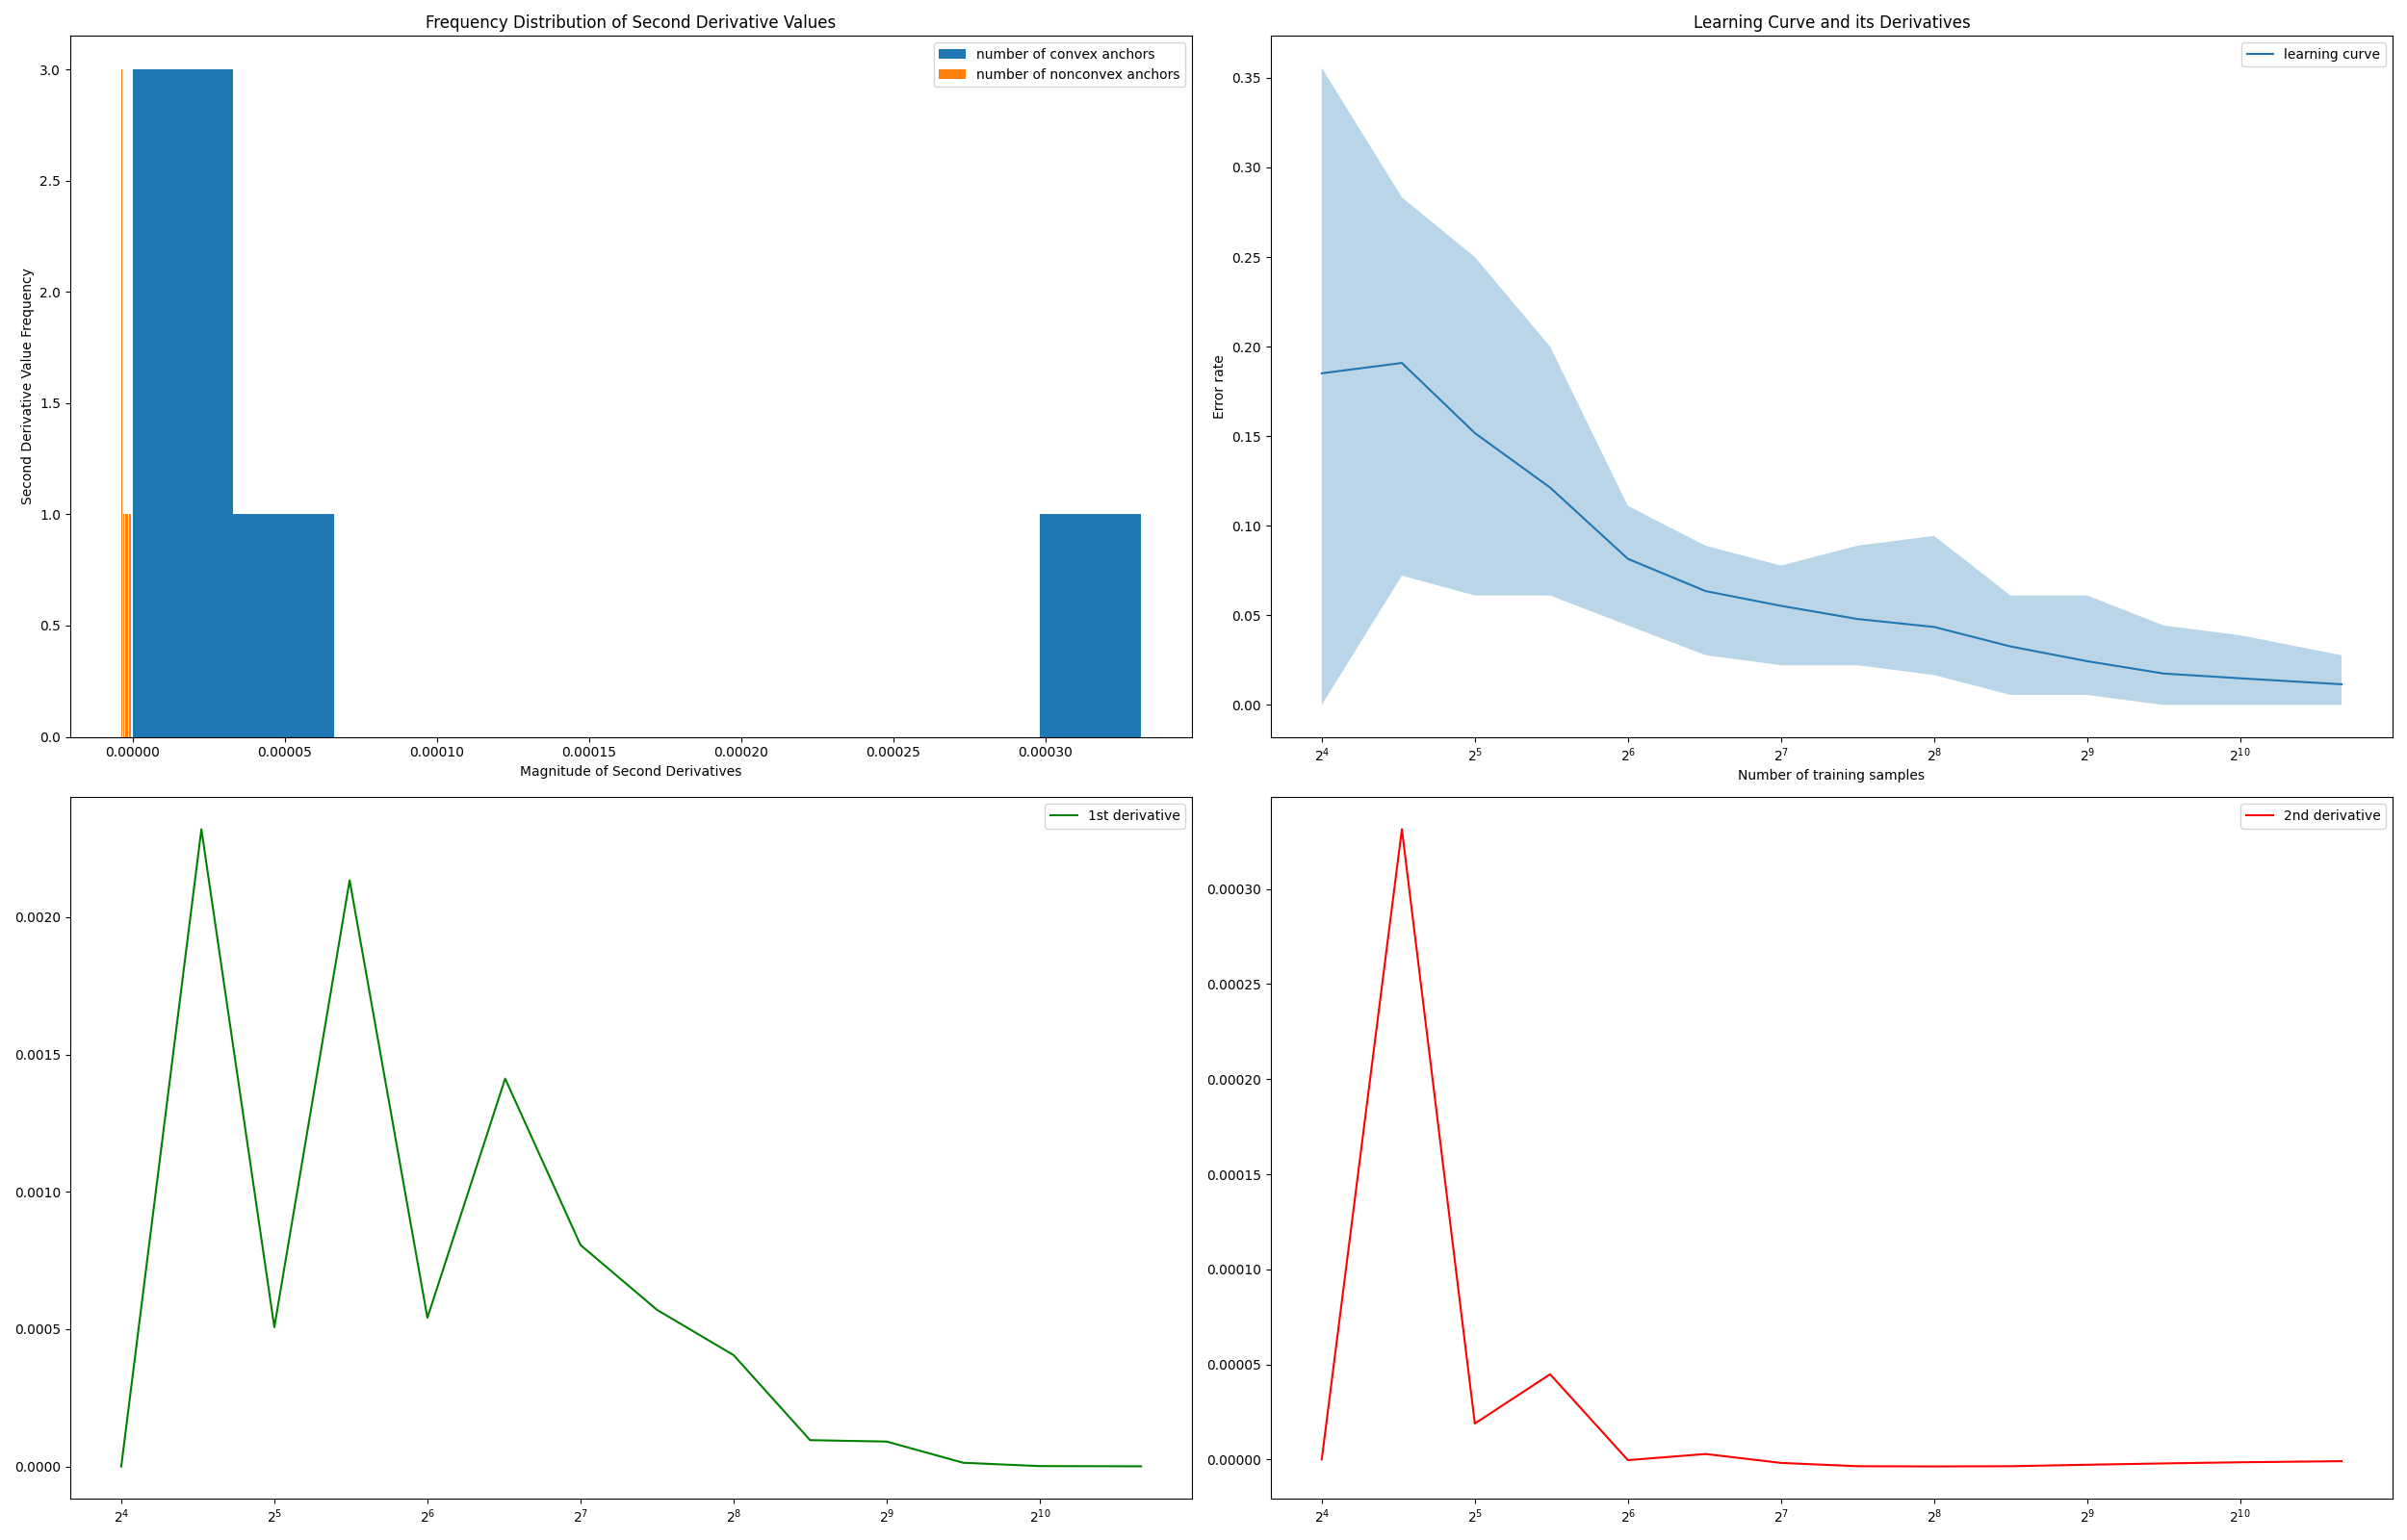 Frequency Distribution of Second Derivative Values
number of convex anchors
number of nonconvex anchors
Second Derivative Value Frequency
3.0
2.5
2.0
1.5
1.0
0.5
0.0
0.00000 0.00005 0.00010 0.00015 0.00020 0.00025 0.00030
Magnitude of Second Derivatives
Learning Curve and its Derivatives
learning curve
Error rate
0.35
0.30
0.25
0.20
0.15
0.10
0.05
0.00
2⁴ 2⁵ 2⁶ 2⁷ 2⁸ 2⁹ 2¹⁰
Number of training samples
1st derivative
0.0020
0.0015
0.0010
0.0005
0.0000
2⁴ 2⁵ 2⁶ 2⁷ 2⁸ 2⁹ 2¹⁰
2nd derivative
0.00030
0.00025
0.00020
0.00015
0.00010
0.00005
0.00000
2⁴ 2⁵ 2⁶ 2⁷ 2⁸ 2⁹ 2¹⁰